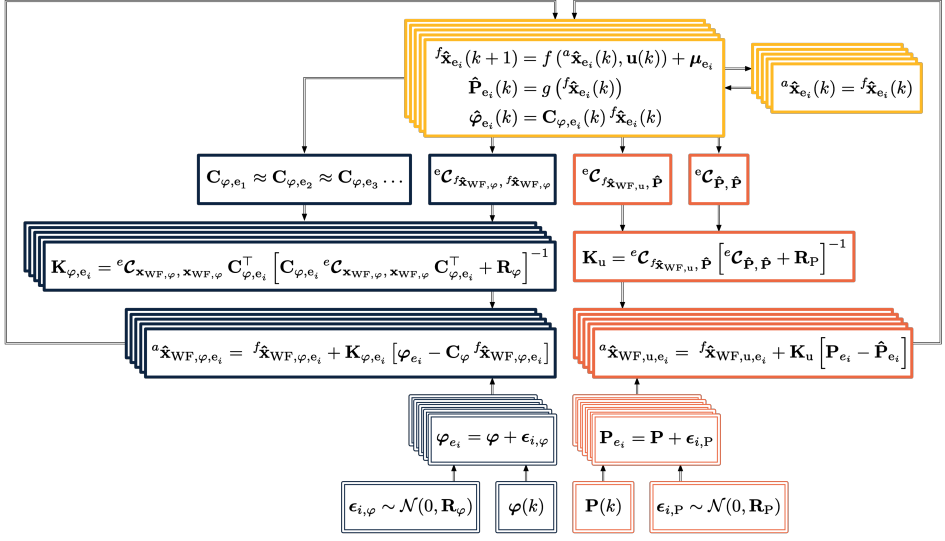 ᶠx̂_{e_i}(k+1) = f(ᵃx̂_{e_i}(k), u(k)) + μ_{e_i}
P̂_{e_i}(k) = g(ᶠx̂_{e_i}(k))
φ̂_{e_i}(k) = C_{φ,e_i}(k) ᶠx̂_{e_i}(k)
ᵃx̂_{e_i}(k) = ᶠx̂_{e_i}(k)
C_{φ,e_1} ≈ C_{φ,e_2} ≈ C_{φ,e_3} …
ᵉ𝓒_{ᶠx̂_{WF,φ}, ᶠx̂_{WF,φ}}
ᵉ𝓒_{ᶠx̂_{WF,u}, P̂}
ᵉ𝓒_{P̂, P̂}
K_{φ,e_i} = ᵉ𝓒_{x_{WF,φ}, x_{WF,φ}} C_{φ,e_i}^⊤ [C_{φ,e_i} ᵉ𝓒_{x_{WF,φ}, x_{WF,φ}} C_{φ,e_i}^⊤ + R_φ]^{−1}
K_u = ᵉ𝓒_{ᶠx̂_{WF,u}, P̂} [ᵉ𝓒_{P̂, P̂} + R_P]^{−1}
ᵃx̂_{WF,φ,e_i} = ᶠx̂_{WF,φ,e_i} + K_{φ,e_i} [φ_{e_i} − C_φ ᶠx̂_{WF,φ,e_i}]
ᵃx̂_{WF,u,e_i} = ᶠx̂_{WF,u,e_i} + K_u [P_{e_i} − P̂_{e_i}]
φ_{e_i} = φ + ϵ_{i,φ}
P_{e_i} = P + ϵ_{i,P}
ϵ_{i,φ} ∼ 𝒩(0, R_φ)
φ(k)
P(k)
ϵ_{i,P} ∼ 𝒩(0, R_P)